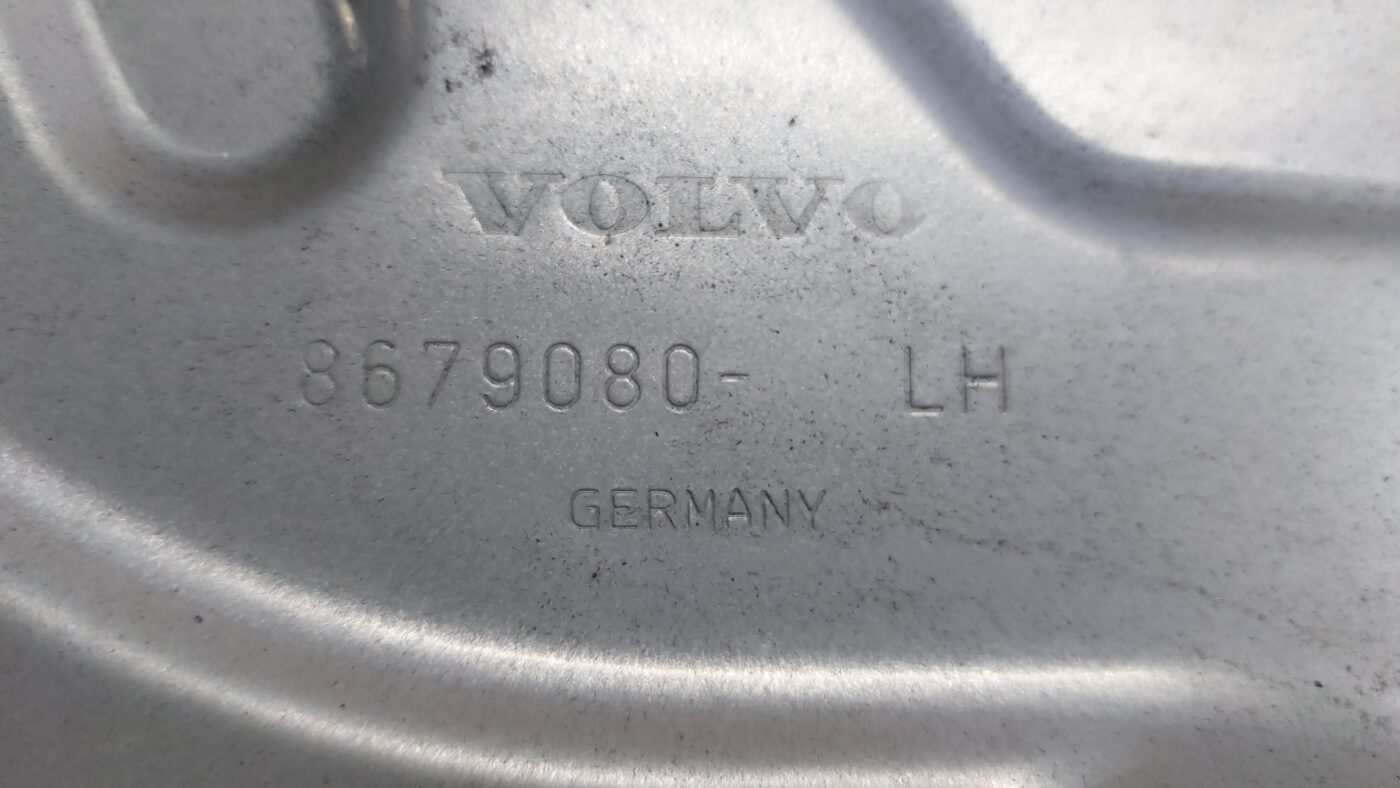 VOLVO
8679080- LH
GERMANY